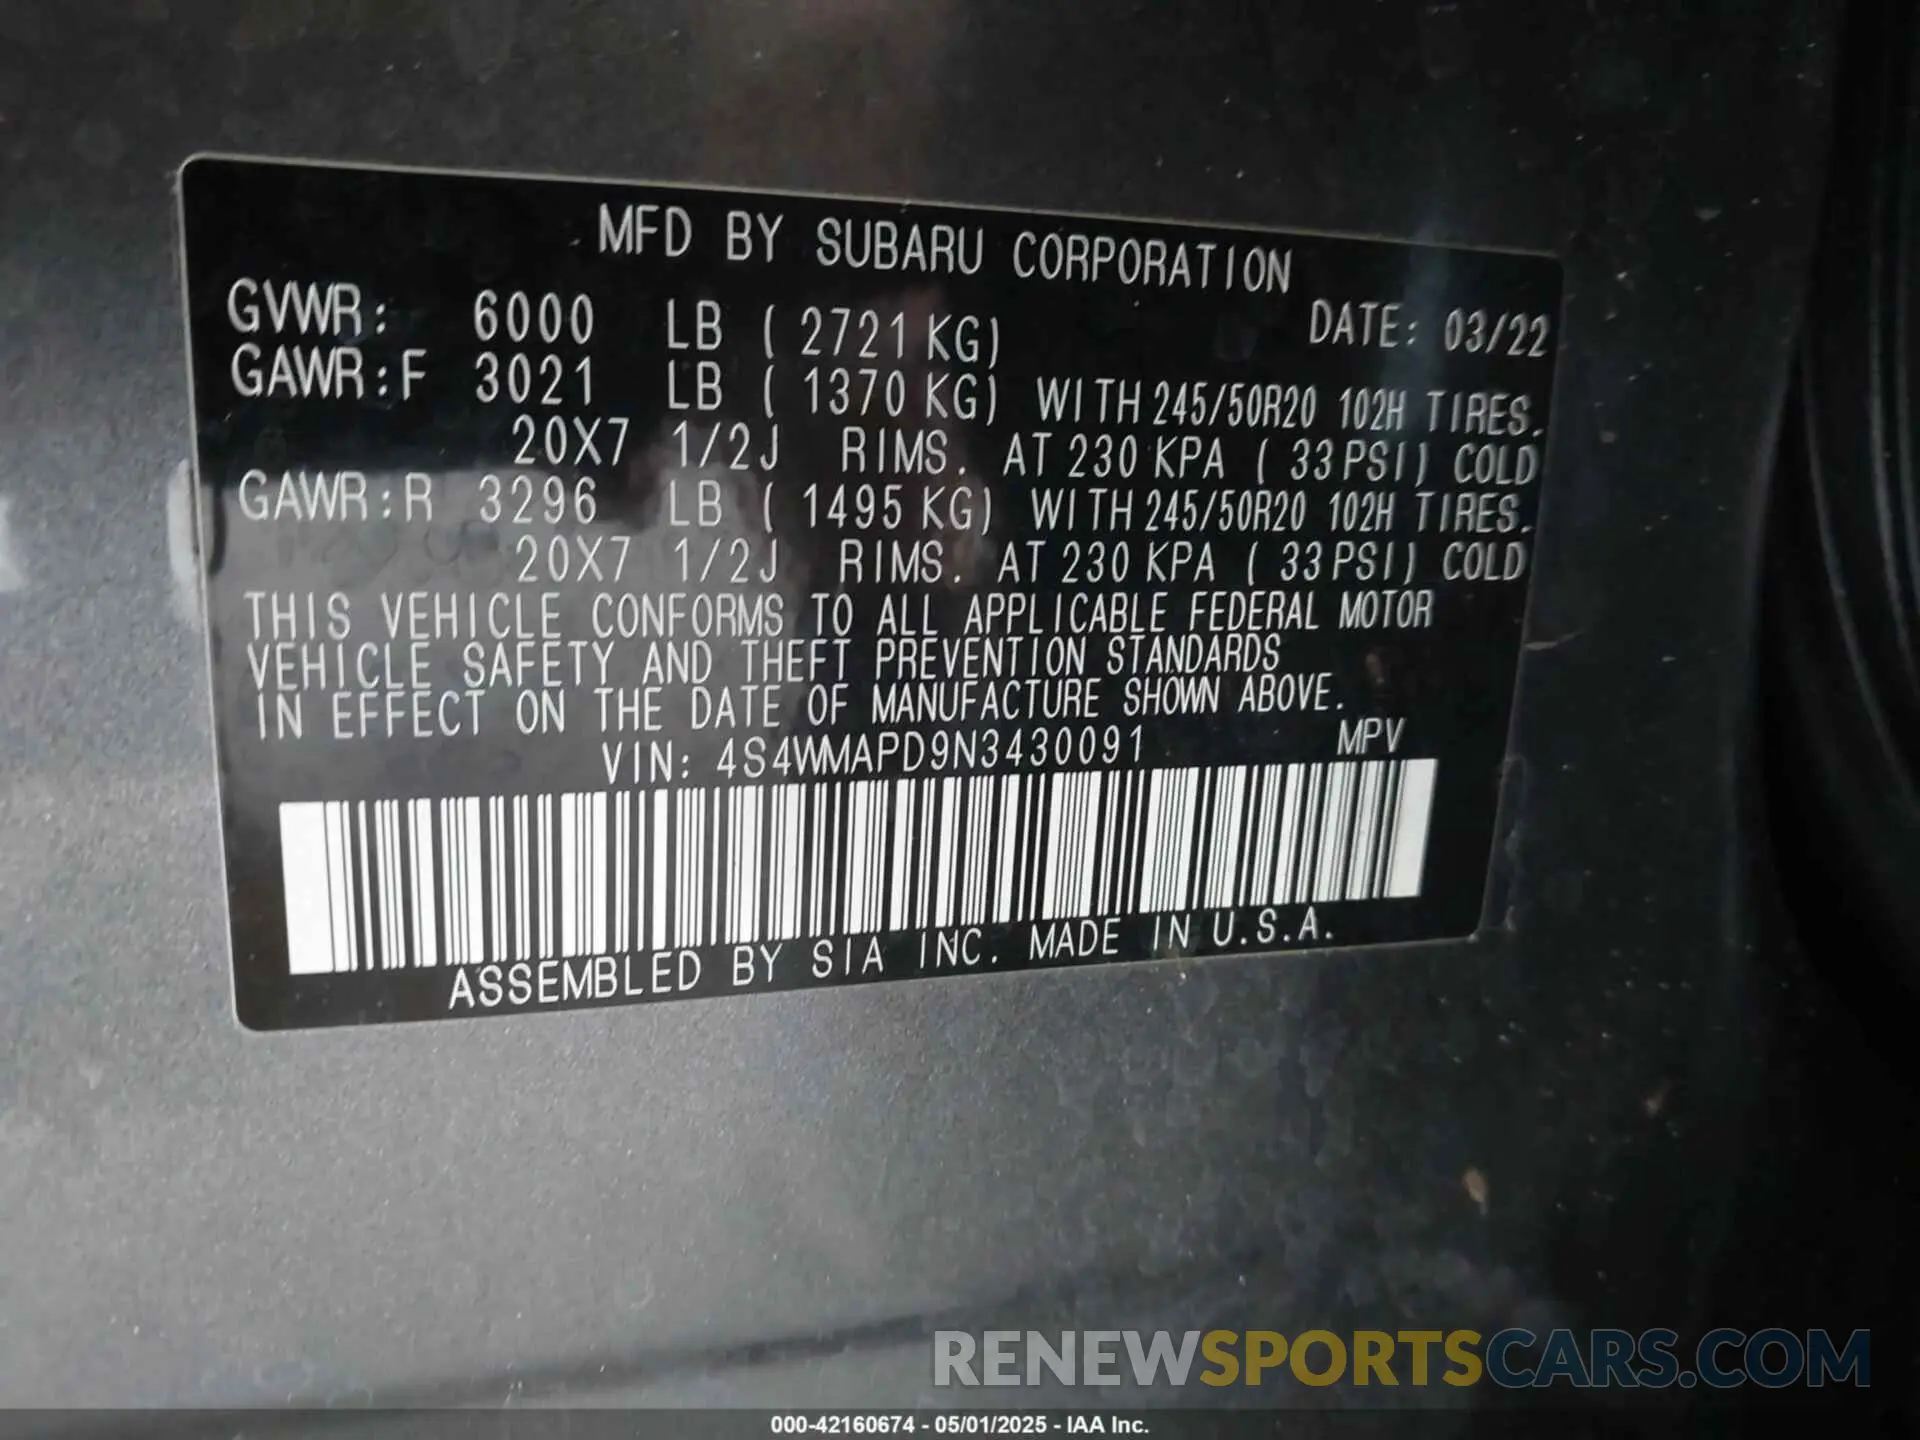 MFD BY SUBARU CORPORATION
GVWR: 6000 LB ( 2721 KG) DATE: 03/22
GAWR:F 3021 LB ( 1370 KG) WITH 245/50R20 102H TIRES.
20X7 1/2J RIMS. AT 230 KPA ( 33 PSI) COLD
GAWR:R 3296 LB ( 1495 KG) WITH 245/50R20 102H TIRES.
20X7 1/2J RIMS. AT 230 KPA ( 33 PSI) COLD
THIS VEHICLE CONFORMS TO ALL APPLICABLE FEDERAL MOTOR
VEHICLE SAFETY AND THEFT PREVENTION STANDARDS
IN EFFECT ON THE DATE OF MANUFACTURE SHOWN ABOVE.
VIN: 4S4WMAPD9N3430091 MPV
ASSEMBLED BY SIA INC. MADE IN U.S.A.
RENEWSPORTSCARS.COM
000-42160674 - 05/01/2025 - IAA Inc.